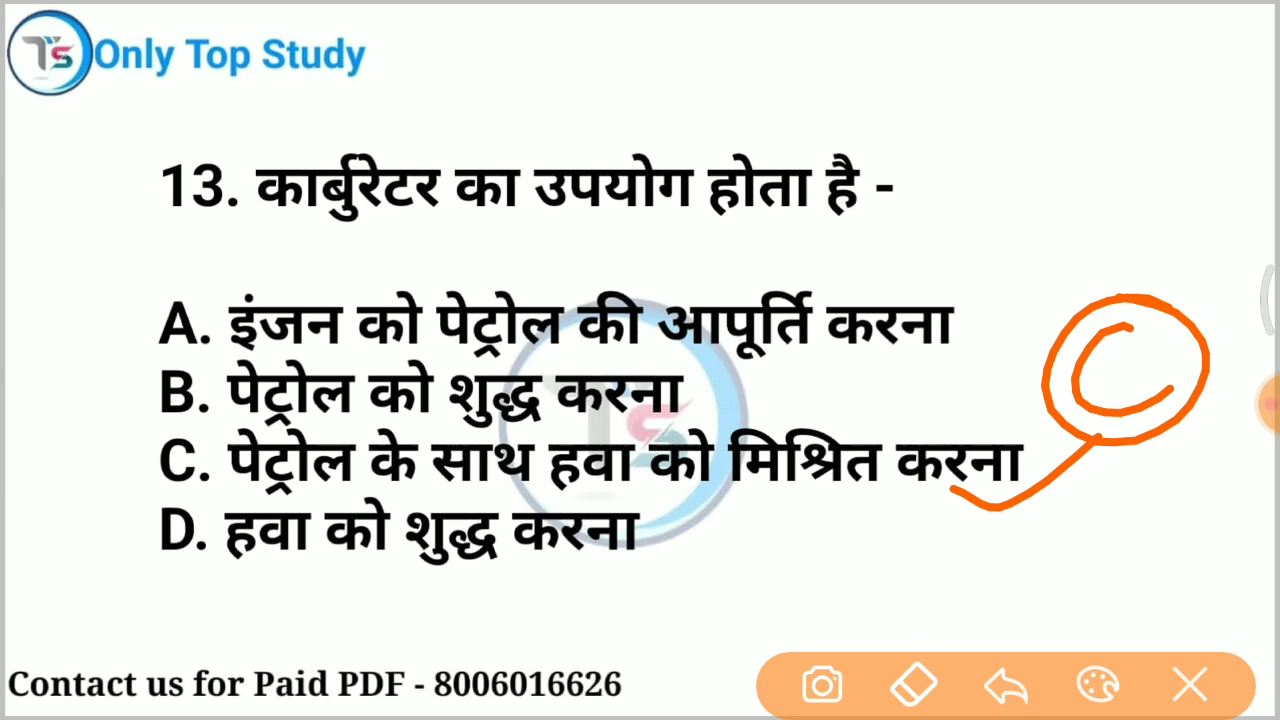 Ts Only Top Study
13. कार्बुरेटर का उपयोग होता है -
A. इंजन को पेट्रोल की आपूर्ति करना
B. पेट्रोल को शुद्ध करना
C. पेट्रोल के साथ हवा को मिश्रित करना
D. हवा को शुद्ध करना
C
Contact us for Paid PDF - 8006016626